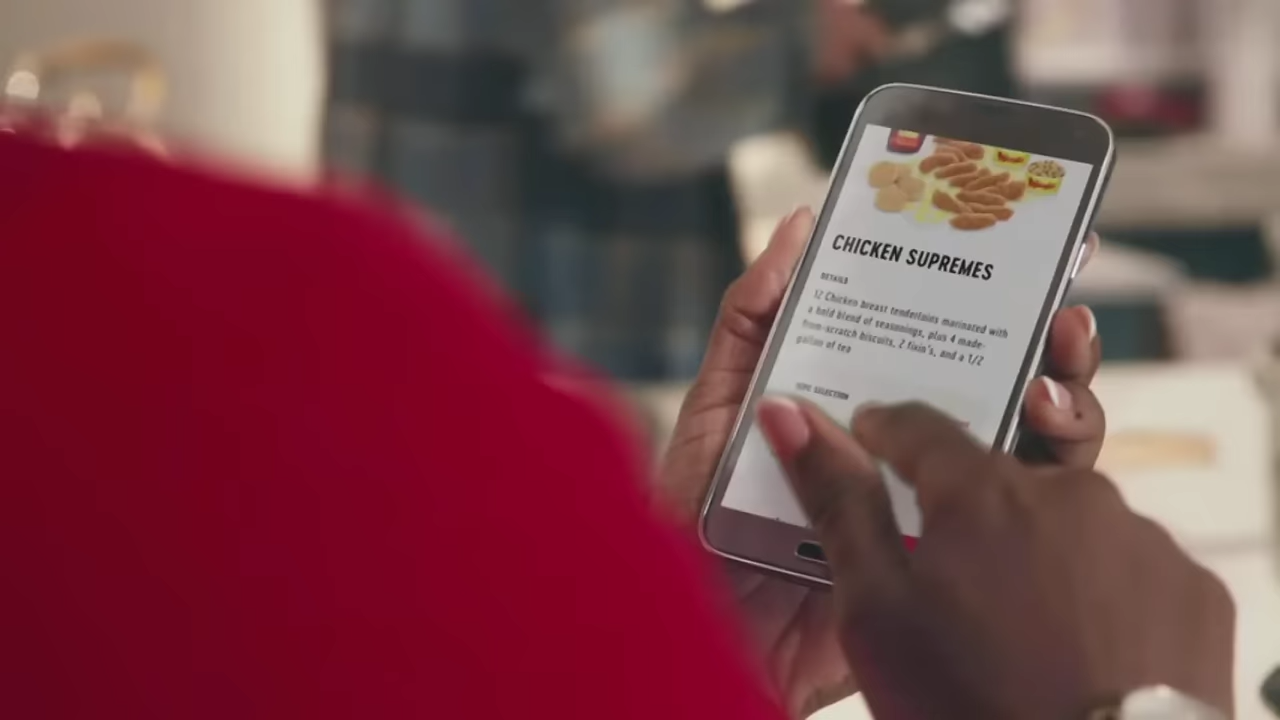 CHICKEN SUPREMES
DETAILS
12 Chicken breast tenderloins marinated with
a bold blend of seasonings, plus 4 made-
from-scratch biscuits, 2 fixin's, and a 1/2
gallon of tea
SELECTION